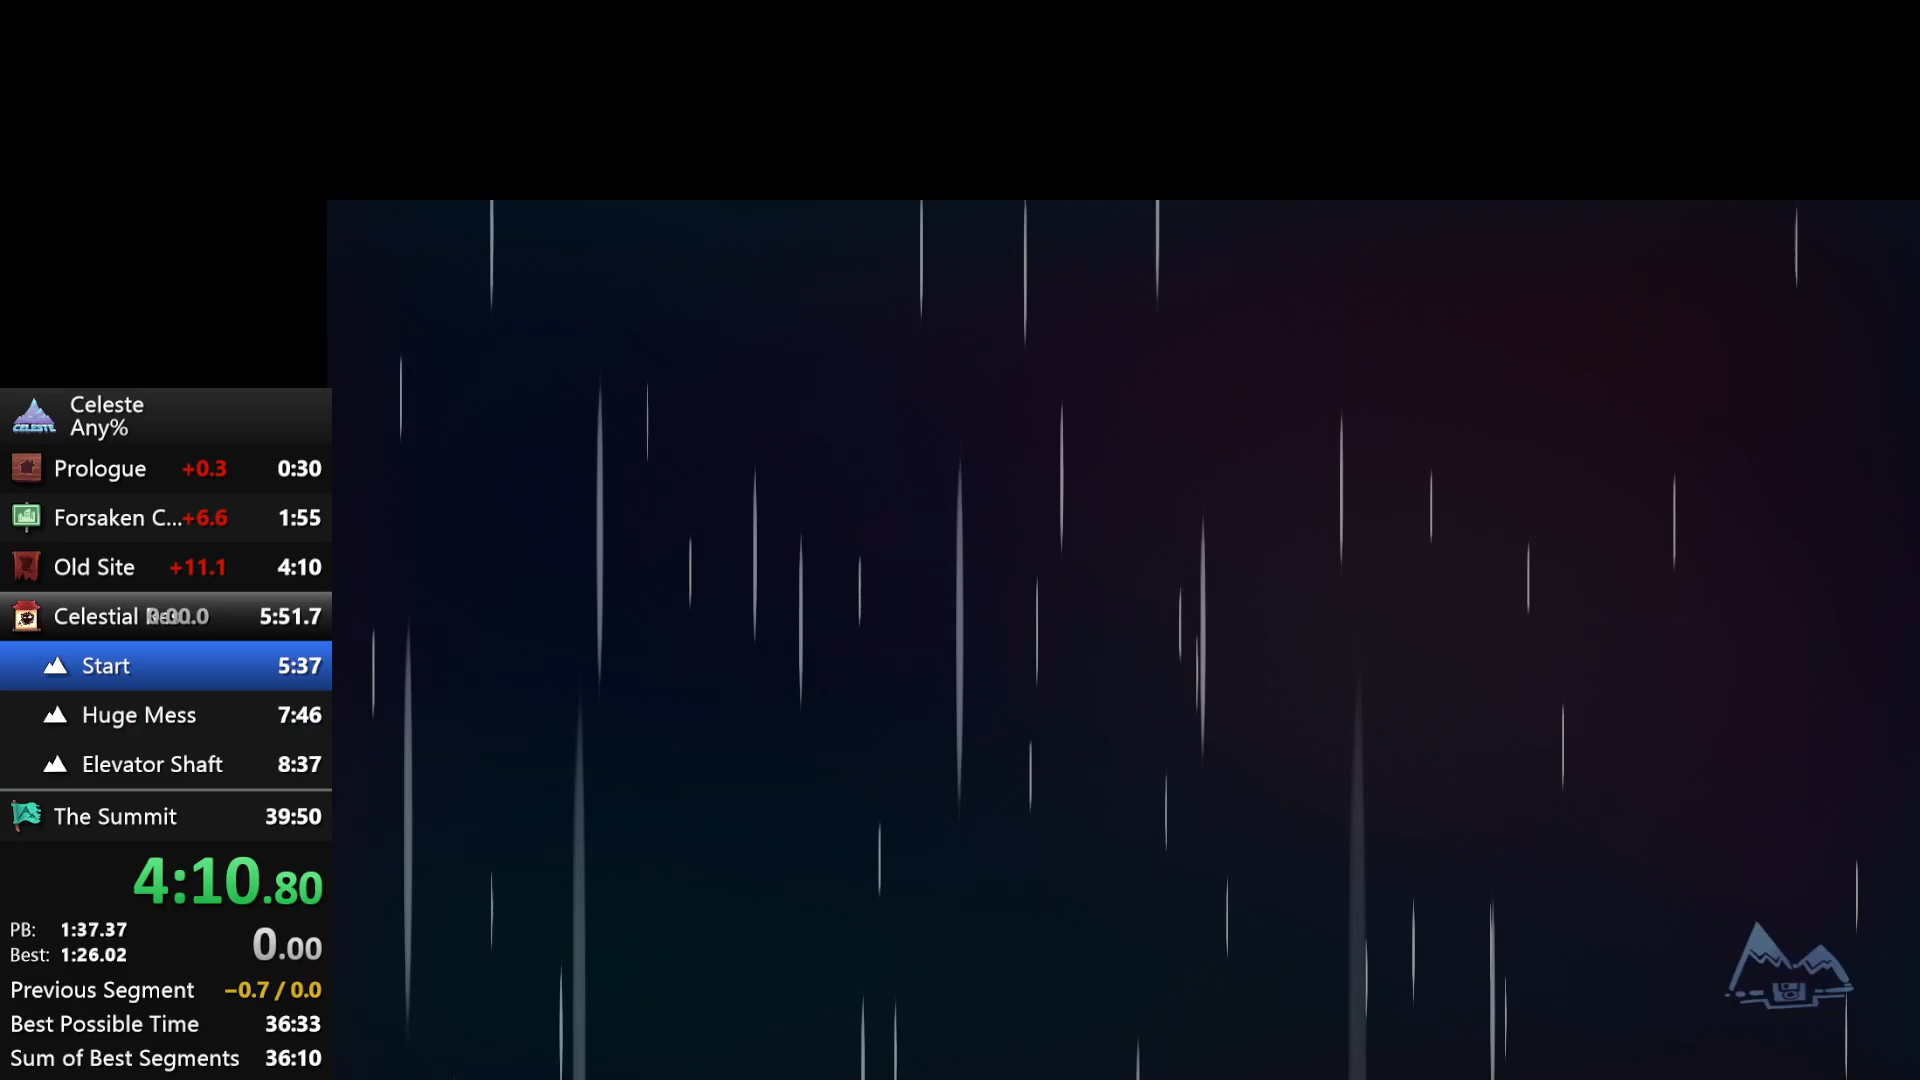 Celeste
Any%
Prologue +0.3 0:30
Forsaken C...+6.6 1:55
Old Site +11.1 4:10
Celestial 0:00.0 5:51.7
Start 5:37
Huge Mess 7:46
Elevator Shaft 8:37
The Summit 39:50
4:10.80
PB: 1:37.37
Best: 1:26.02
0.00
Previous Segment −0.7 / 0.0
Best Possible Time 36:33
Sum of Best Segments 36:10